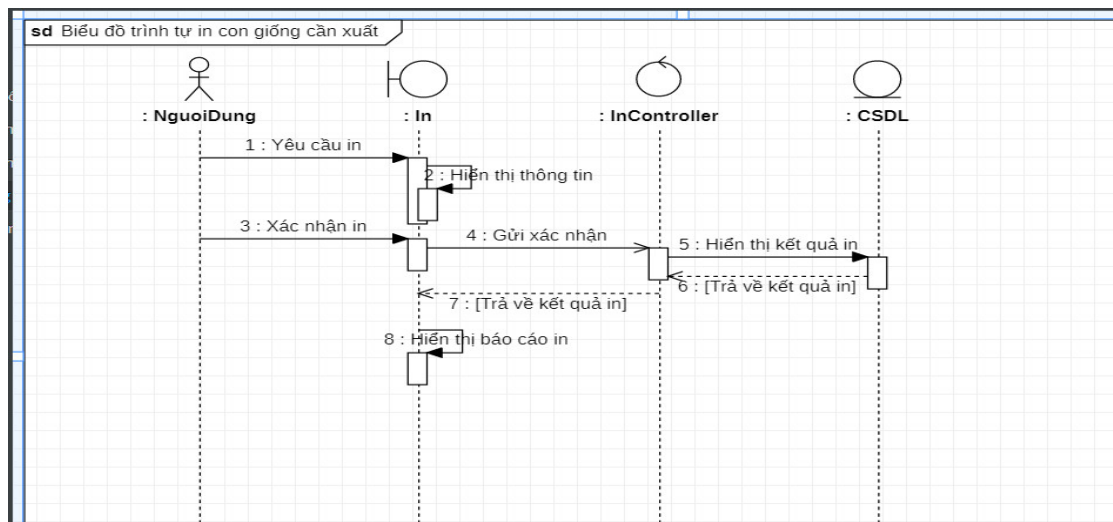 sd Biểu đồ trình tự in con giống cần xuất
: NguoiDung
: In
: InController
: CSDL
1 : Yêu cầu in
2 : Hiển thị thông tin
3 : Xác nhận in
4 : Gửi xác nhận
5 : Hiển thị kết quả in
6 : [Trả về kết quả in]
7 : [Trả về kết quả in]
8 : Hiển thị báo cáo in